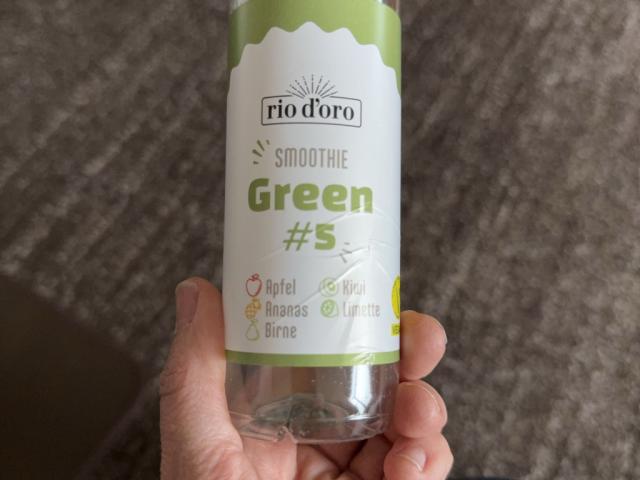 rio d'oro
SMOOTHIE
Green
#5
Apfel Kiwi
Ananas Limette
Birne